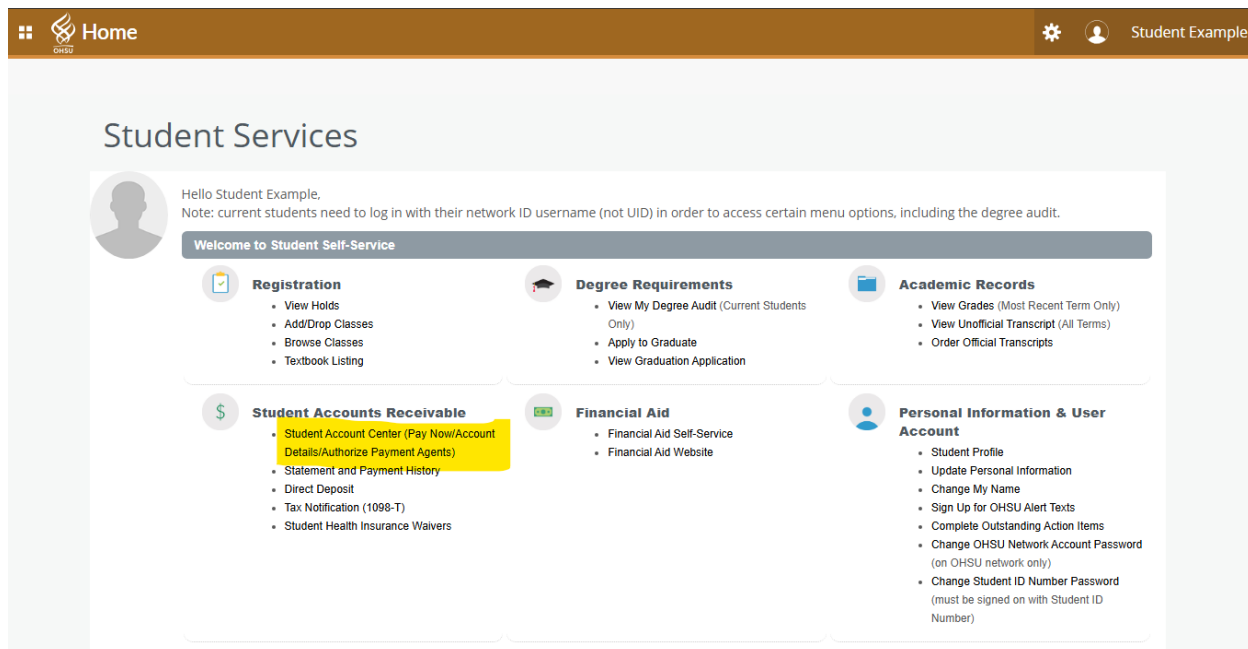 OHSU
Home
Student Example
Student Services
Hello Student Example,
Note: current students need to log in with their network ID username (not UID) in order to access certain menu options, including the degree audit.
Welcome to Student Self-Service
Registration
View Holds
Add/Drop Classes
Browse Classes
Textbook Listing
Degree Requirements
View My Degree Audit (Current Students
Only)
Apply to Graduate
View Graduation Application
Academic Records
View Grades (Most Recent Term Only)
View Unofficial Transcript (All Terms)
Order Official Transcripts
$
Student Accounts Receivable
Student Account Center (Pay Now/Account
Details/Authorize Payment Agents)
Statement and Payment History
Direct Deposit
Tax Notification (1098-T)
Student Health Insurance Waivers
Financial Aid
Financial Aid Self-Service
Financial Aid Website
Personal Information & User
Account
Student Profile
Update Personal Information
Change My Name
Sign Up for OHSU Alert Texts
Complete Outstanding Action Items
Change OHSU Network Account Password
(on OHSU network only)
Change Student ID Number Password
(must be signed on with Student ID
Number)